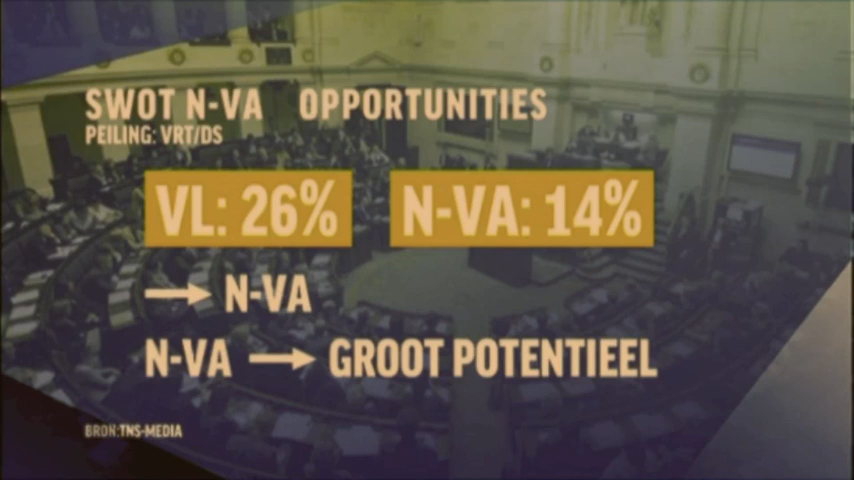 SWOT N-VA OPPORTUNITIES
PEILING: VRT/DS
VL: 26% N-VA: 14%
→ N-VA
N-VA → GROOT POTENTIEEL
BRON:TNS-MEDIA